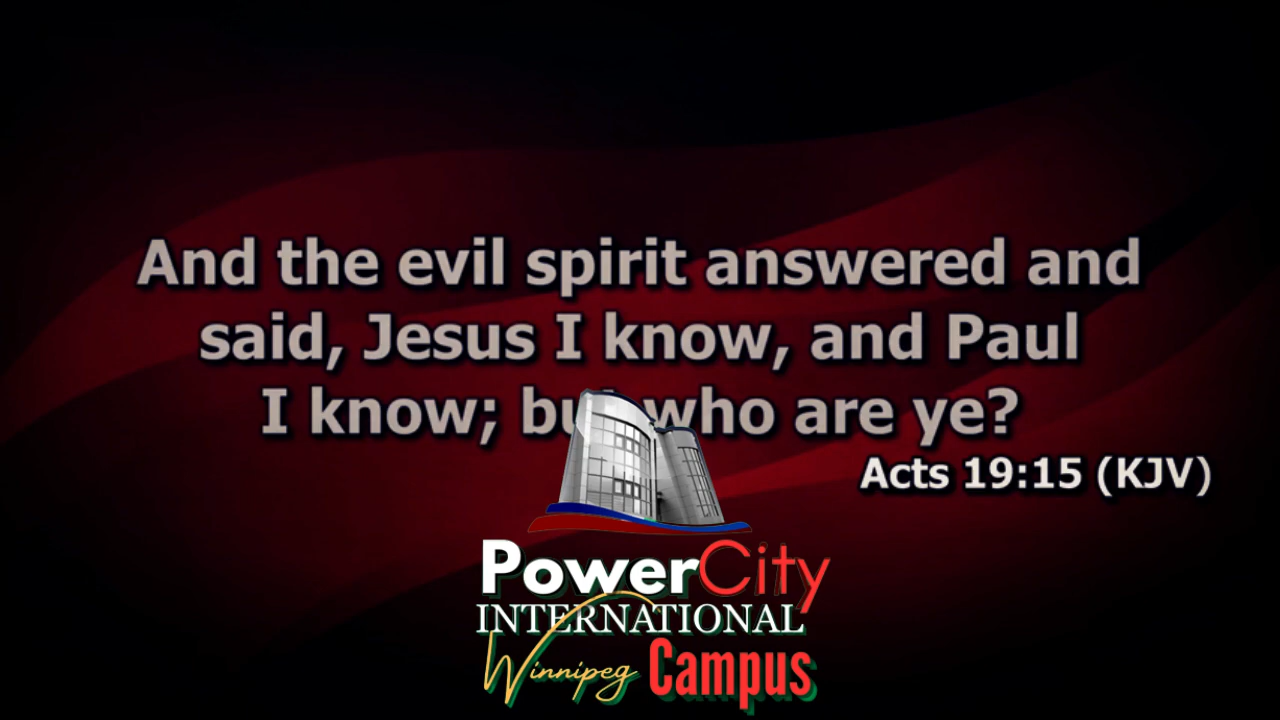 And the evil spirit answered and
said, Jesus I know, and Paul
I know; but who are ye?
Acts 19:15 (KJV)
PowerCity
INTERNATIONAL
Winnipeg Campus